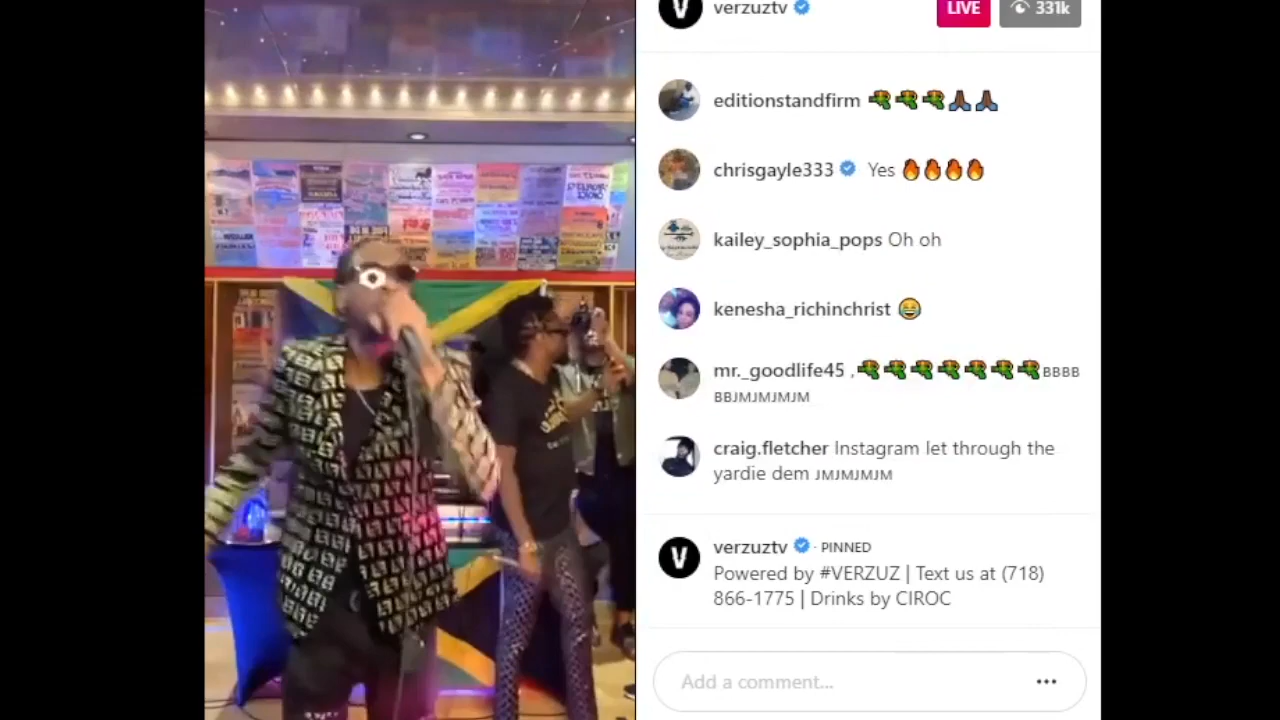 verzuztv
LIVE
331k
editionstandfirm 🔫🔫🔫🙏🏾🙏🏾
chrisgayle333 Yes 🔥🔥🔥🔥
kailey_sophia_pops Oh oh
kenesha_richinchrist 😂
mr._goodlife45 ,🔫🔫🔫🔫🔫🔫🔫BBBB
BBJMJMJMJM
craig.fletcher Instagram let through the
yardie dem JMJMJMJM
V
verzuztv · PINNED
Powered by #VERZUZ | Text us at (718)
866-1775 | Drinks by CIROC
Add a comment...